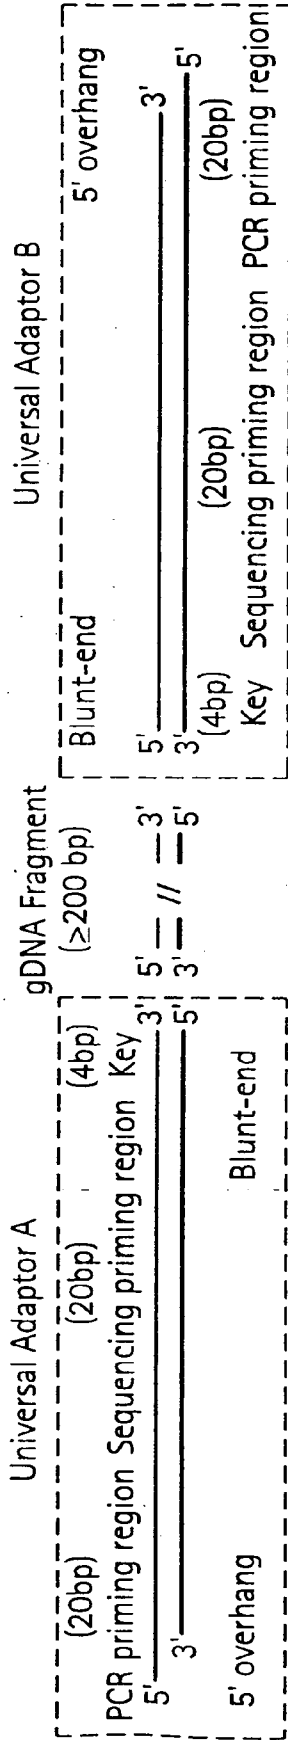 Universal Adaptor A
(20bp) (20bp) (4bp)
PCR priming region Sequencing priming region Key
5' 3'
3' 5'
5' overhang Blunt-end
gDNA Fragment
(≥200 bp)
5' // 3'
3' // 5'
Universal Adaptor B
Blunt-end 5' overhang
5' 3'
3' 5'
(4bp) (20bp) (20bp)
Key Sequencing priming region PCR priming region